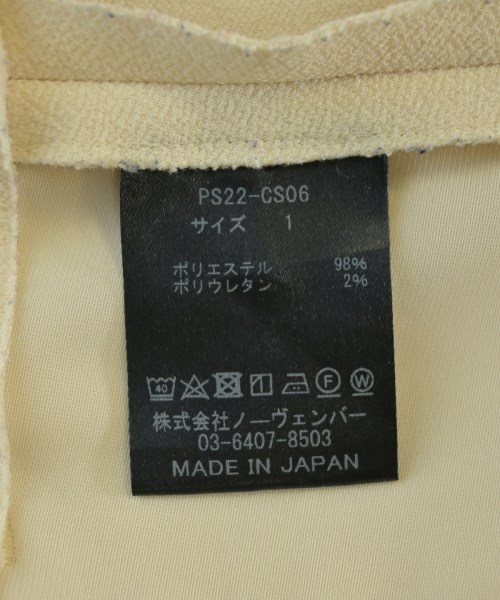 PS22-CS06
サイズ 1
ポリエステル 98%
ポリウレタン 2%
40 F W
株式会社ノーヴェンバー
03-6407-8503
MADE IN JAPAN